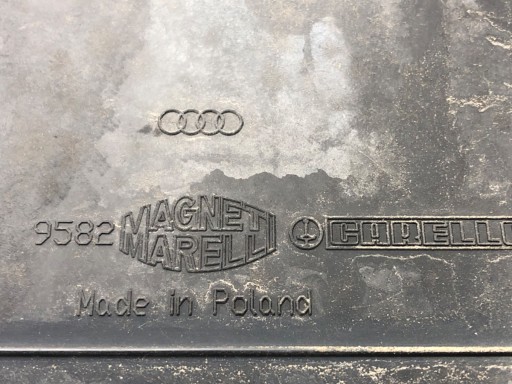 9582 MAGNETI MARELLI CARELLO
Made in Poland